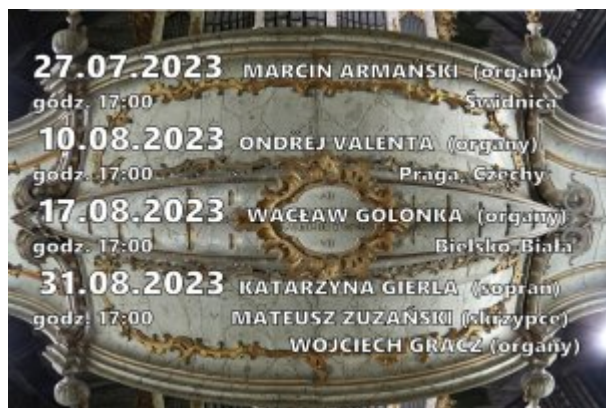 27.07.2023 MARCIN ARMAŃSKI (organy)
godz. 17:00 Świdnica
10.08.2023 ONDREJ VALENTA (organy)
godz. 17:00 Praga, Czechy
17.08.2023 WACŁAW GOLONKA (organy)
godz. 17:00 Bielsko-Biała
31.08.2023 KATARZYNA GIERLA (sopran)
godz. 17:00 MATEUSZ ZUZAŃSKI (skrzypce)
WOJCIECH GRACZ (organy)